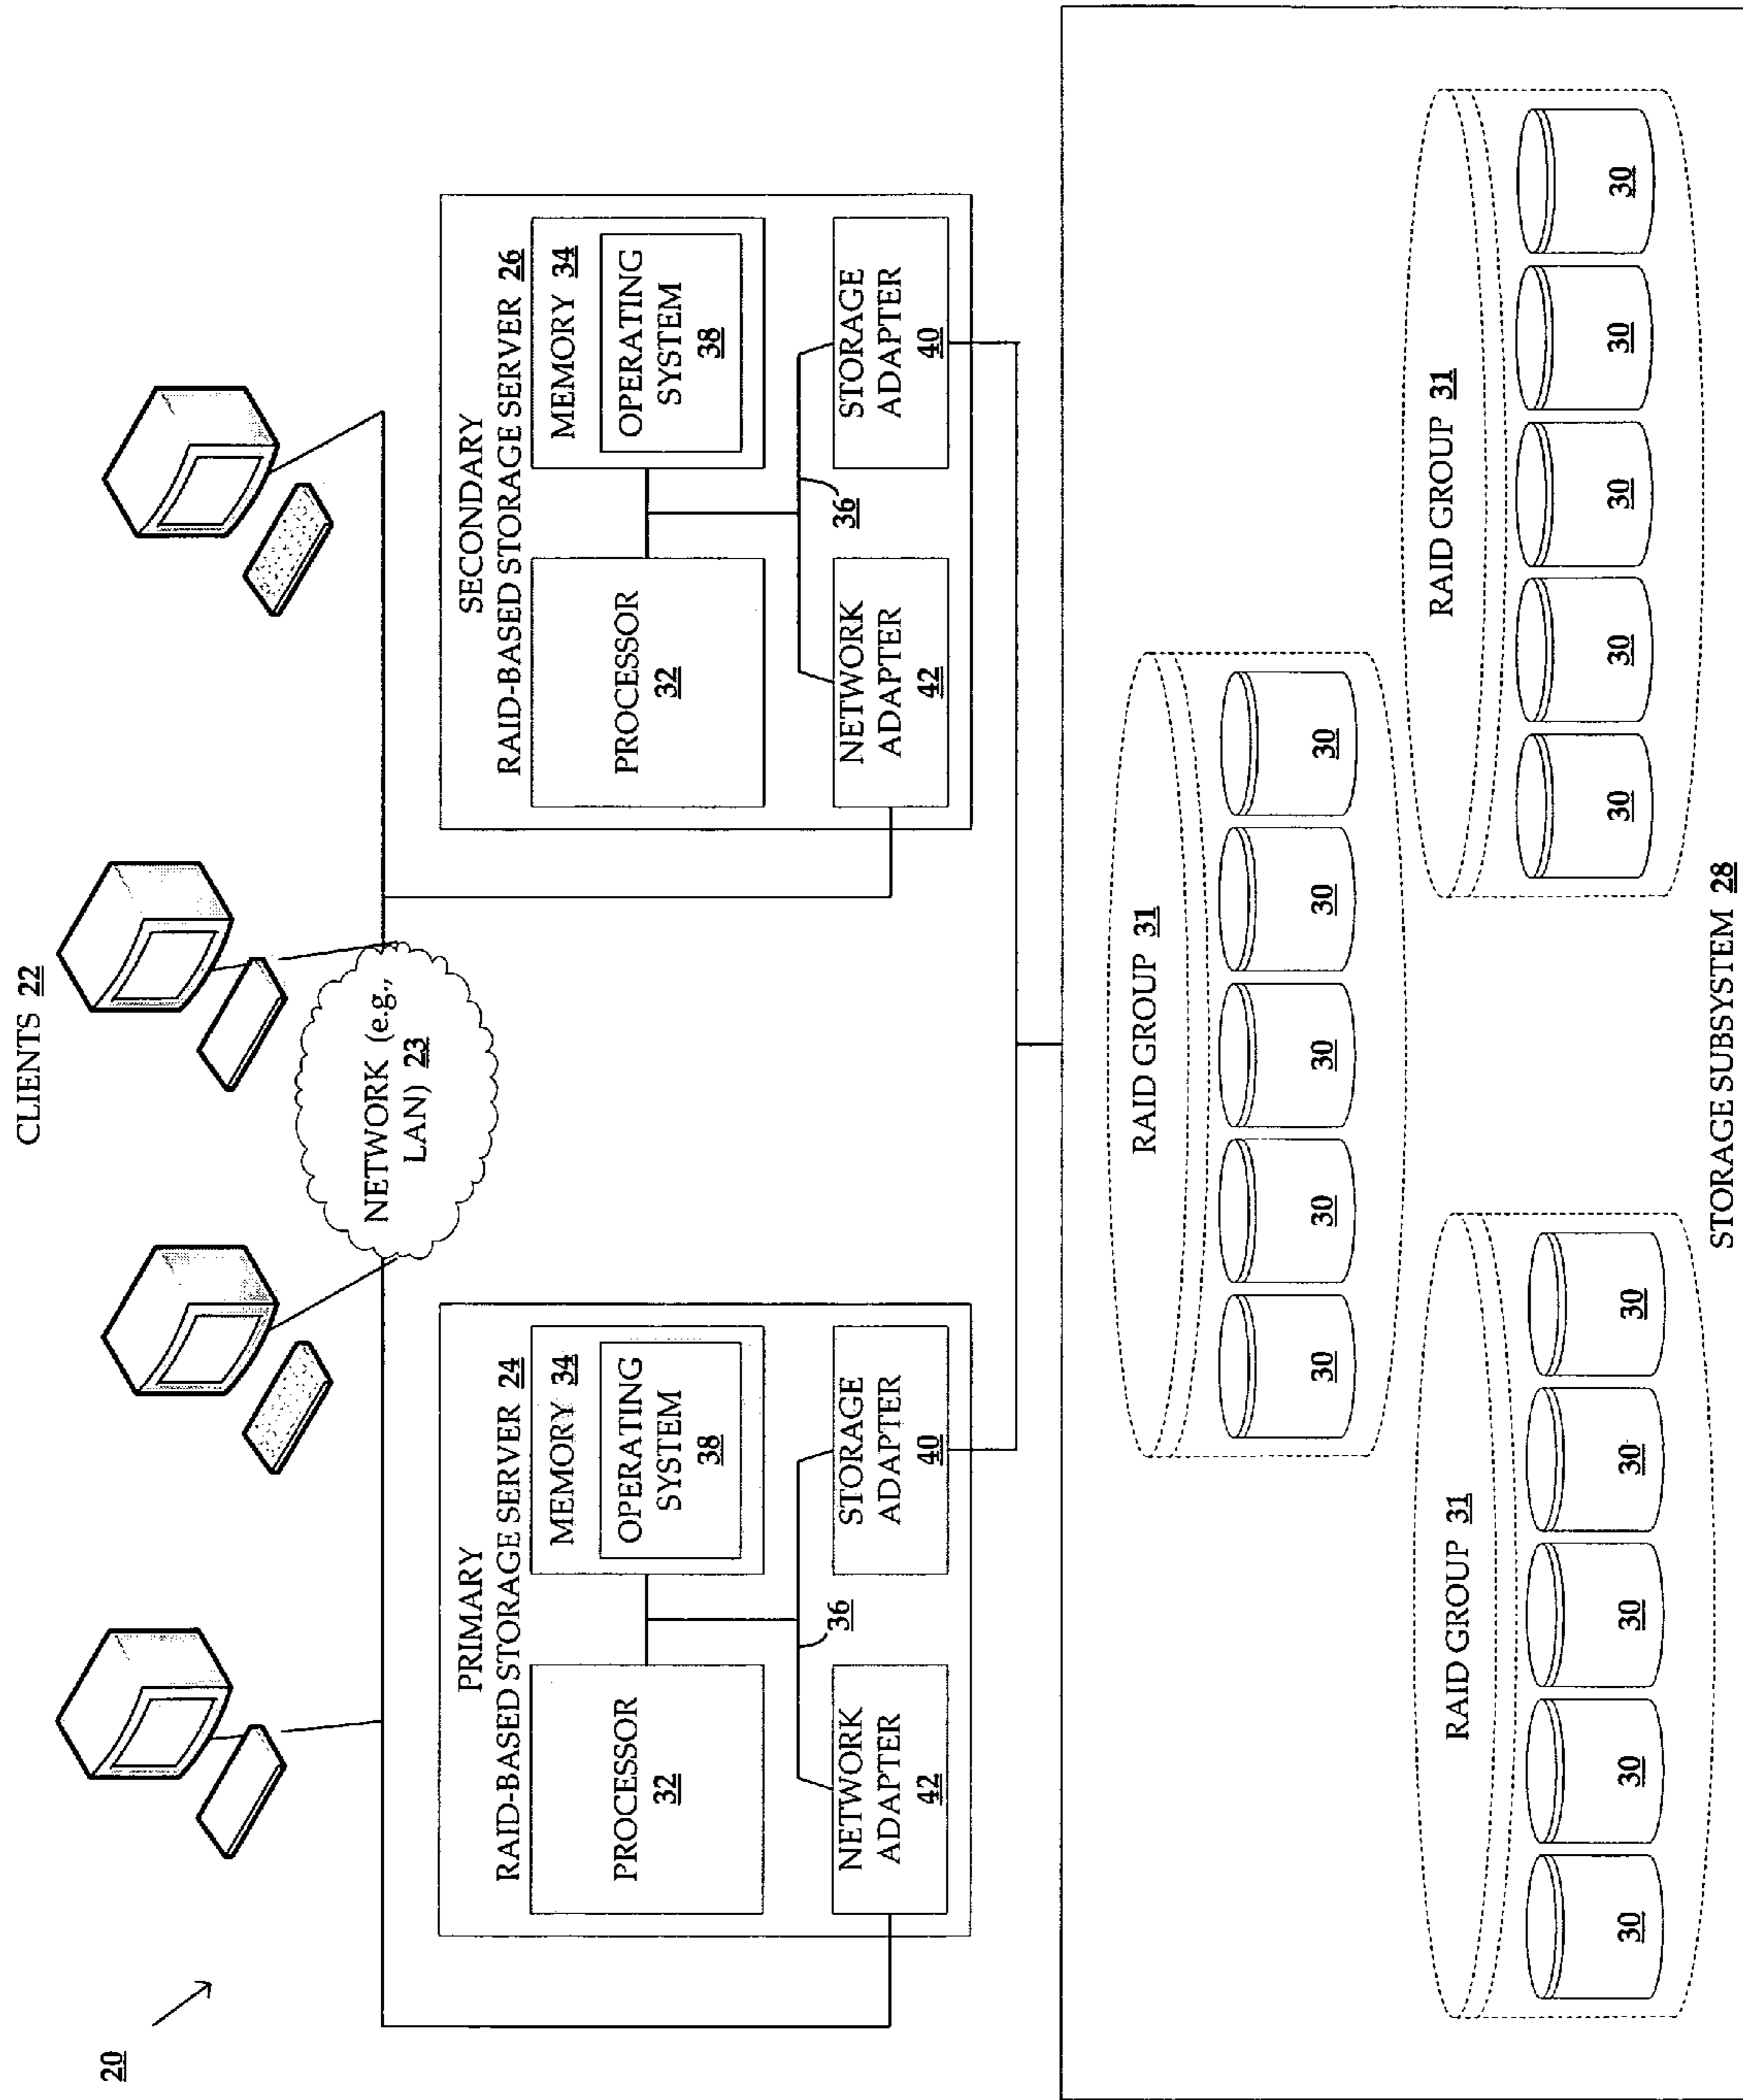 20
CLIENTS 22
NETWORK (e.g.,
LAN) 23
PRIMARY
RAID-BASED STORAGE SERVER 24
PROCESSOR
32
MEMORY 34
OPERATING
SYSTEM
38
36
NETWORK
ADAPTER
42
STORAGE
ADAPTER
40
SECONDARY
RAID-BASED STORAGE SERVER 26
PROCESSOR
32
MEMORY 34
OPERATING
SYSTEM
38
36
NETWORK
ADAPTER
42
STORAGE
ADAPTER
40
RAID GROUP 31
30 30 30 30 30
RAID GROUP 31
30 30 30 30 30
RAID GROUP 31
30 30 30 30 30
STORAGE SUBSYSTEM 28